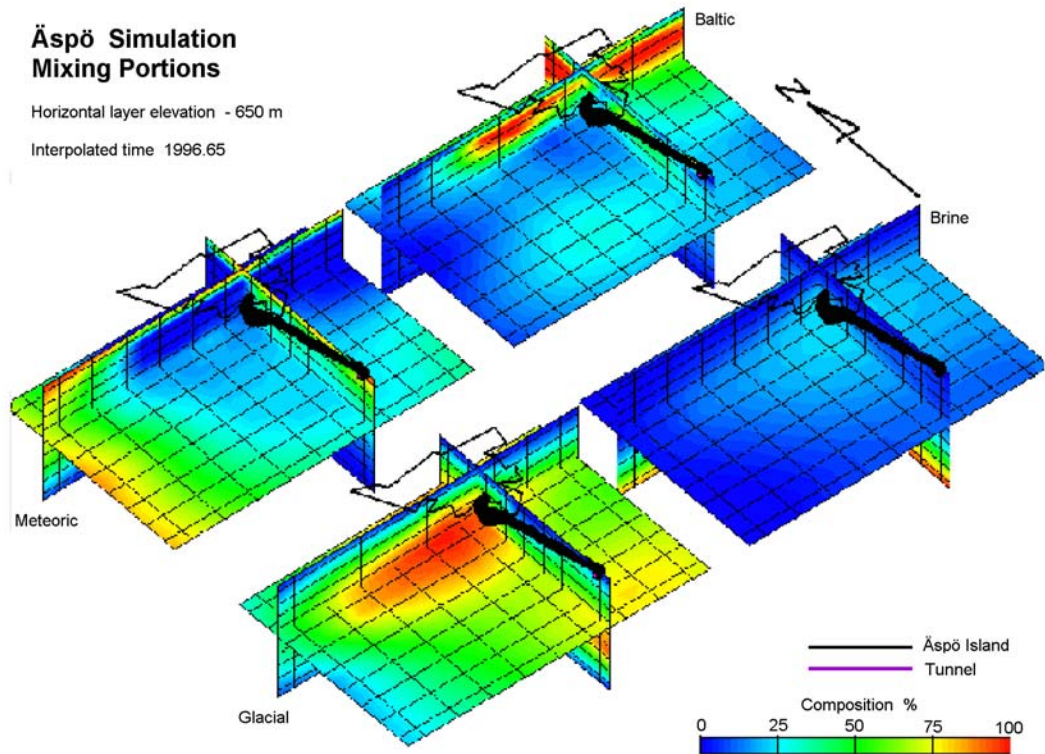 Äspö Simulation
Mixing Portions
Horizontal layer elevation - 650 m
Interpolated time 1996.65
Baltic
N
Brine
Meteoric
Glacial
Äspö Island
Tunnel
Composition %
0 25 50 75 100